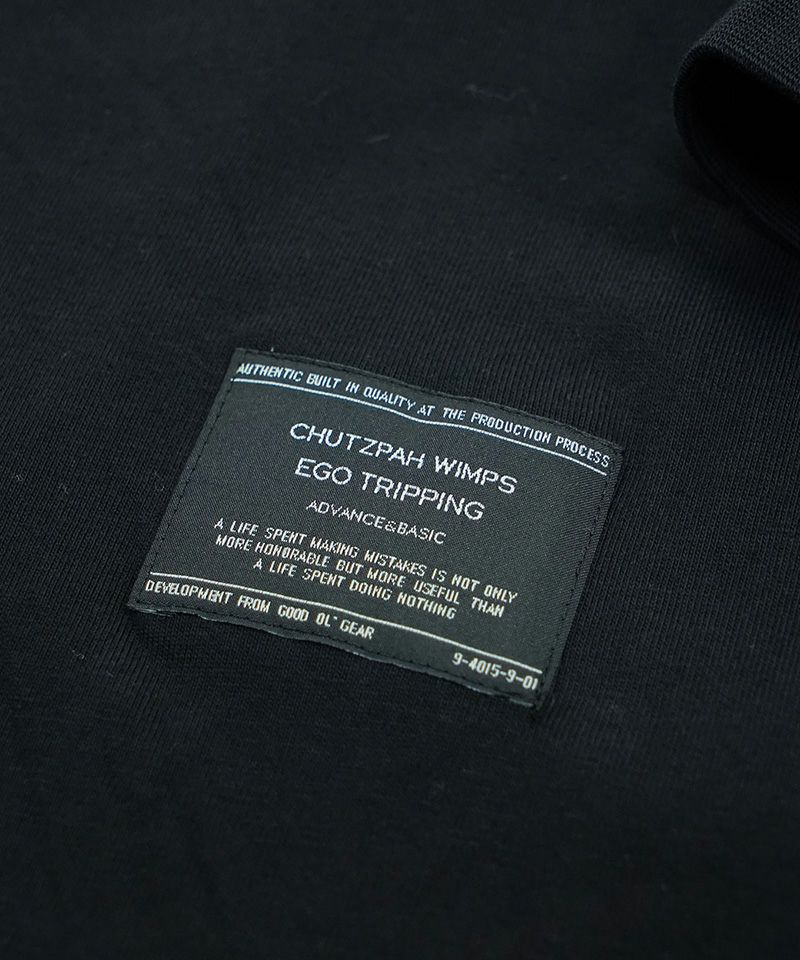 AUTHENTIC BUILT IN QUALITY AT THE PRODUCTION PROCESS
CHUTZPAH WIMPS
EGO TRIPPING
ADVANCE&BASIC
A LIFE SPENT MAKING MISTAKES IS NOT ONLY
MORE HONORABLE BUT MORE USEFUL THAN
A LIFE SPENT DOING NOTHING
DEVELOPMENT FROM GOOD OL' GEAR
9-4015-9-01